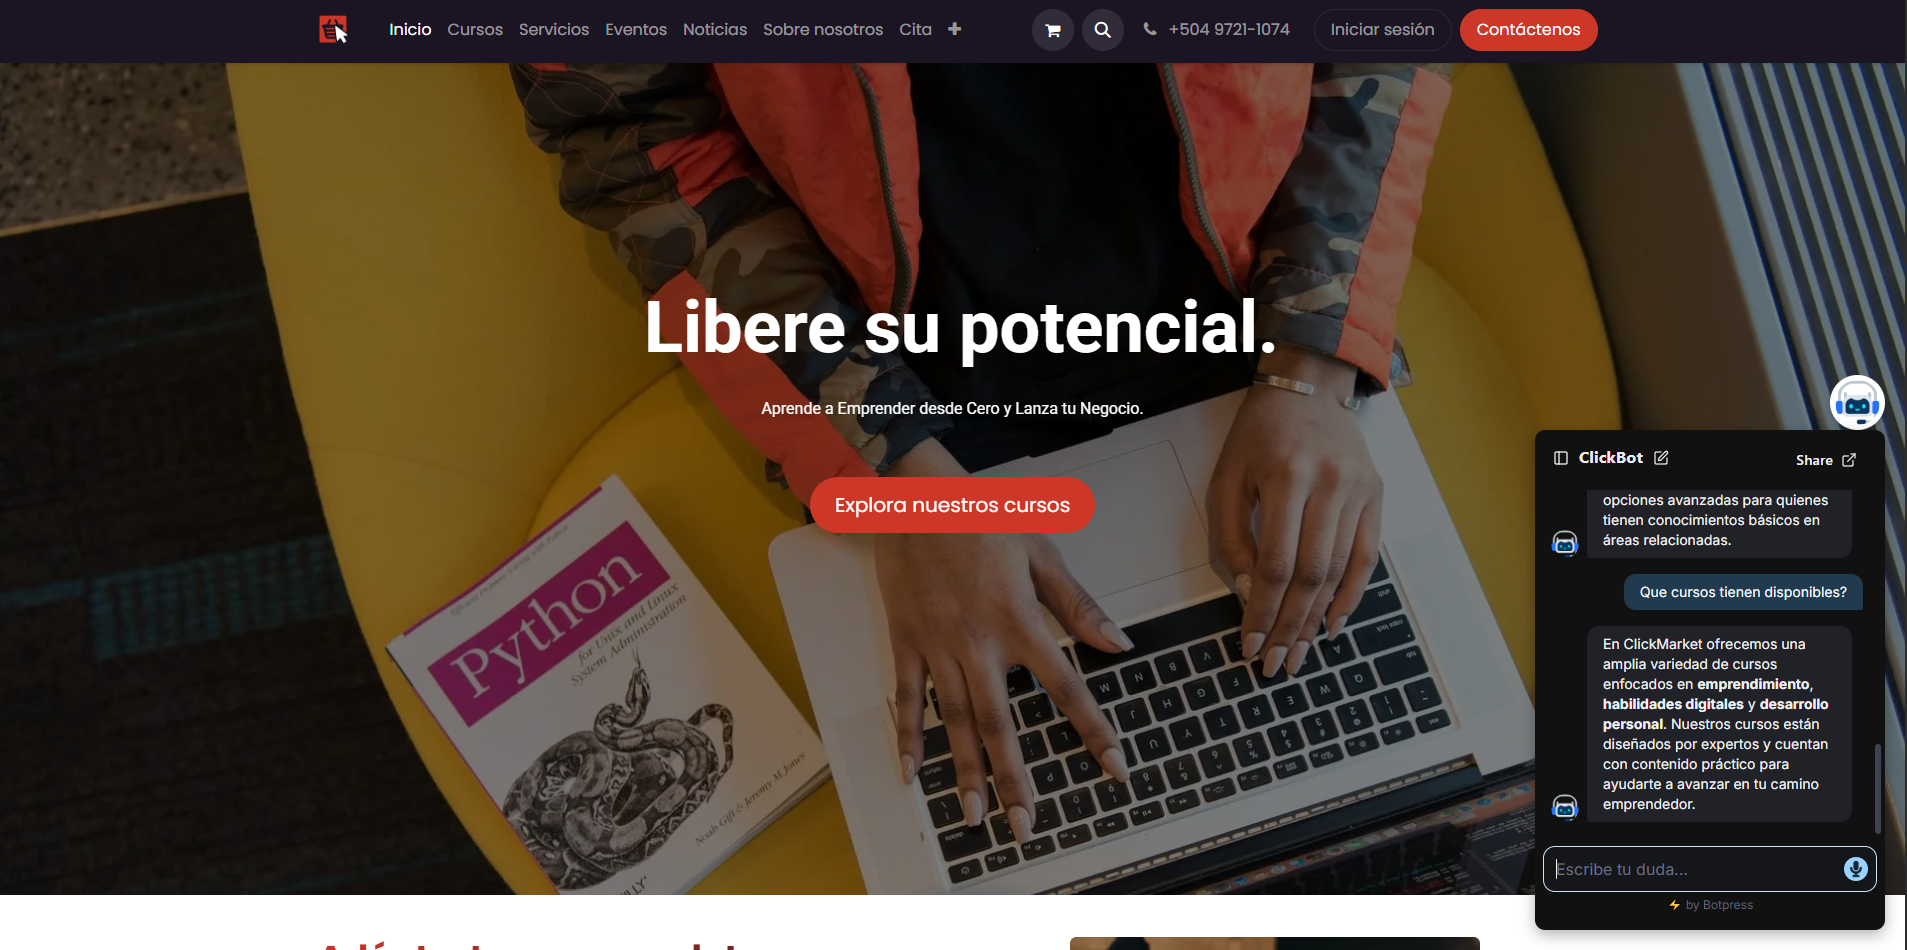 Inicio Cursos Servicios Eventos Noticias Sobre nosotros Cita
+504 9721-1074
Iniciar sesión
Contáctenos
Libere su potencial.
Aprende a Emprender desde Cero y Lanza tu Negocio.
Explora nuestros cursos
Python
for Unix and Linux
System Administration
Noah Gift & Jeremy M. Jones
ClickBot
Share
opciones avanzadas para quienes
tienen conocimientos básicos en
áreas relacionadas.
Que cursos tienen disponibles?
En ClickMarket ofrecemos una
amplia variedad de cursos
enfocados en emprendimiento,
habilidades digitales y desarrollo
personal. Nuestros cursos están
diseñados por expertos y cuentan
con contenido práctico para
ayudarte a avanzar en tu camino
emprendedor.
Escribe tu duda...
by Botpress